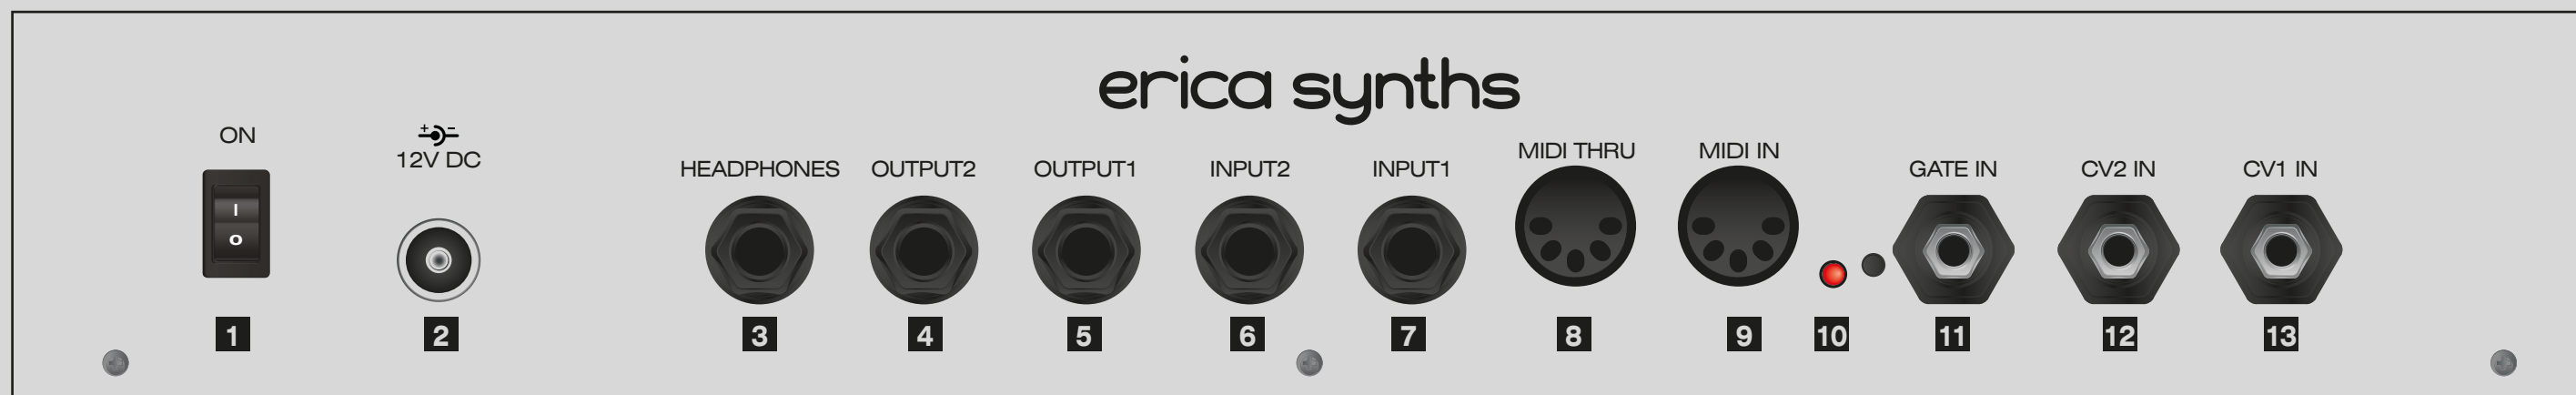 erica synths
ON
+ -
12V DC
HEADPHONES
OUTPUT2
OUTPUT1
INPUT2
INPUT1
MIDI THRU
MIDI IN
GATE IN
CV2 IN
CV1 IN
I
O
1
2
3
4
5
6
7
8
9
10
11
12
13